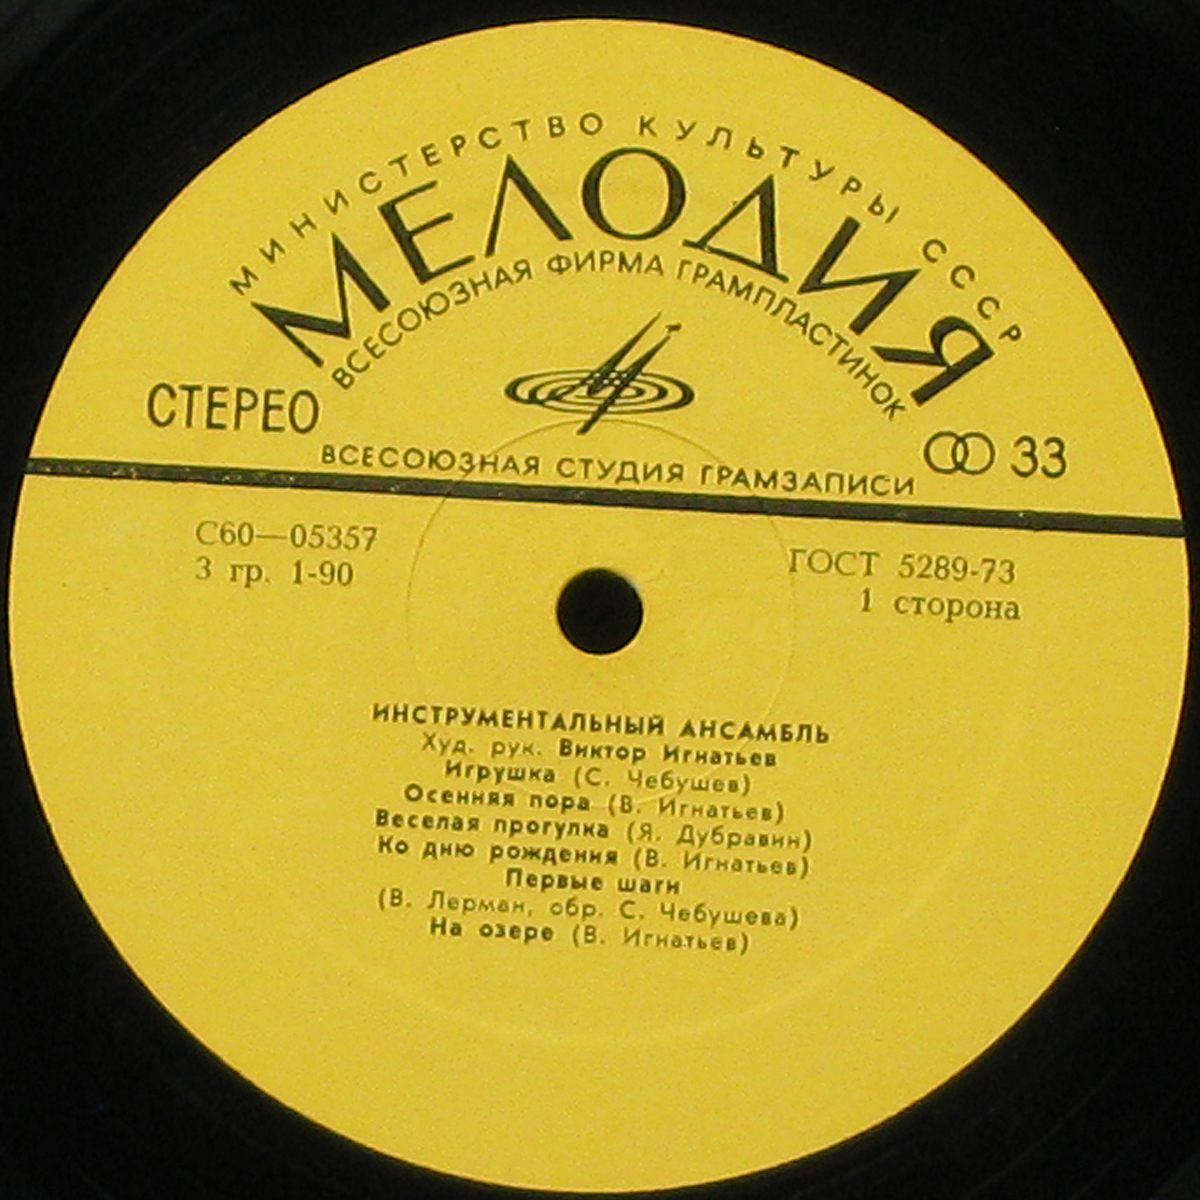 МИНИСТЕРСТВО КУЛЬТУРЫ СССР
МЕЛОДИЯ
ВСЕСОЮЗНАЯ ФИРМА ГРАМПЛАСТИНОК
СТЕРЕО
33
ВСЕСОЮЗНАЯ СТУДИЯ ГРАМЗАПИСИ
С60—05357
3 гр. 1-90
ГОСТ 5289-73
1 сторона
ИНСТРУМЕНТАЛЬНЫЙ АНСАМБЛЬ
Худ. рук. Виктор Игнатьев
Игрушка (С. Чебушев)
Осенняя пора (В. Игнатьев)
Веселая прогулка (Я. Дубравин)
Ко дню рождения (В. Игнатьев)
Первые шаги
(В. Лерман, обр. С. Чебушева)
На озере (В. Игнатьев)